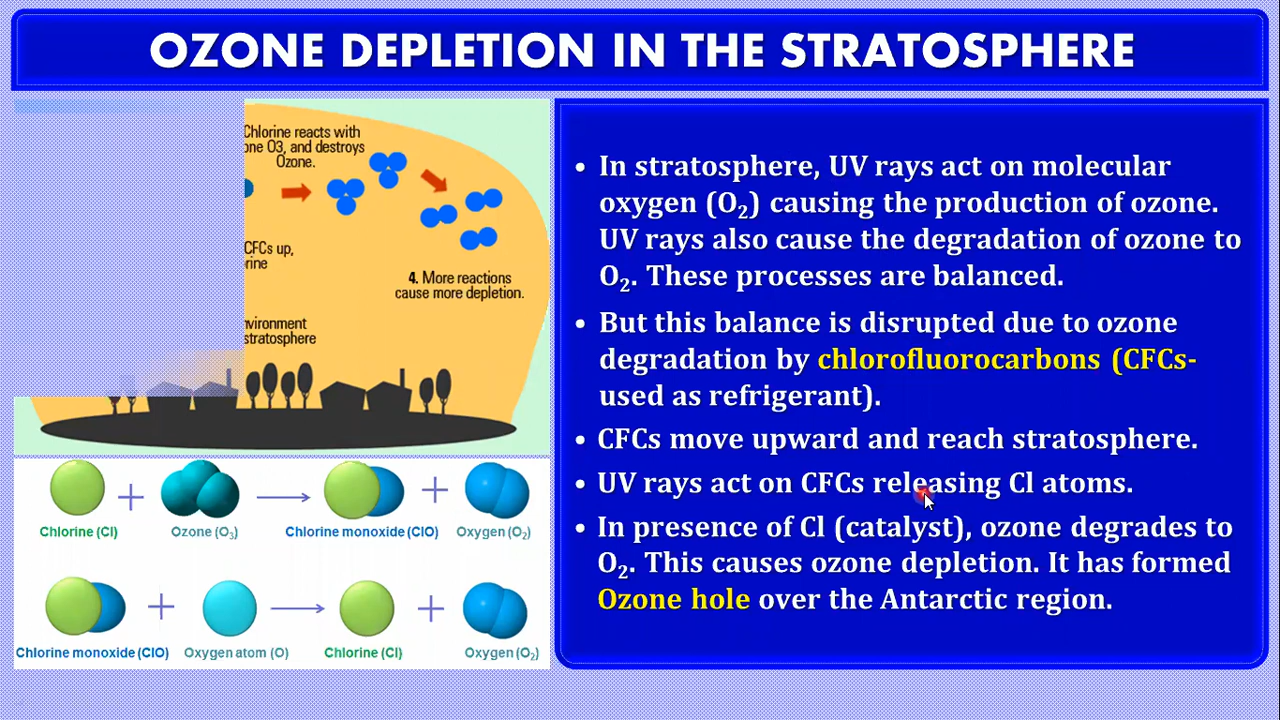 OZONE DEPLETION IN THE STRATOSPHERE
Chlorine reacts with
one O3, and destroys
Ozone.
CFCs up,
4. More reactions
cause more depletion.
stratosphere
Chlorine (Cl)
Ozone (O₃)
Chlorine monoxide (ClO)
Oxygen (O₂)
Chlorine monoxide (ClO)
Oxygen atom (O)
Chlorine (Cl)
Oxygen (O₂)
• In stratosphere, UV rays act on molecular
oxygen (O₂) causing the production of ozone.
UV rays also cause the degradation of ozone to
O₂. These processes are balanced.
• But this balance is disrupted due to ozone
degradation by chlorofluorocarbons (CFCs-
used as refrigerant).
• CFCs move upward and reach stratosphere.
• UV rays act on CFCs releasing Cl atoms.
• In presence of Cl (catalyst), ozone degrades to
O₂. This causes ozone depletion. It has formed
Ozone hole over the Antarctic region.